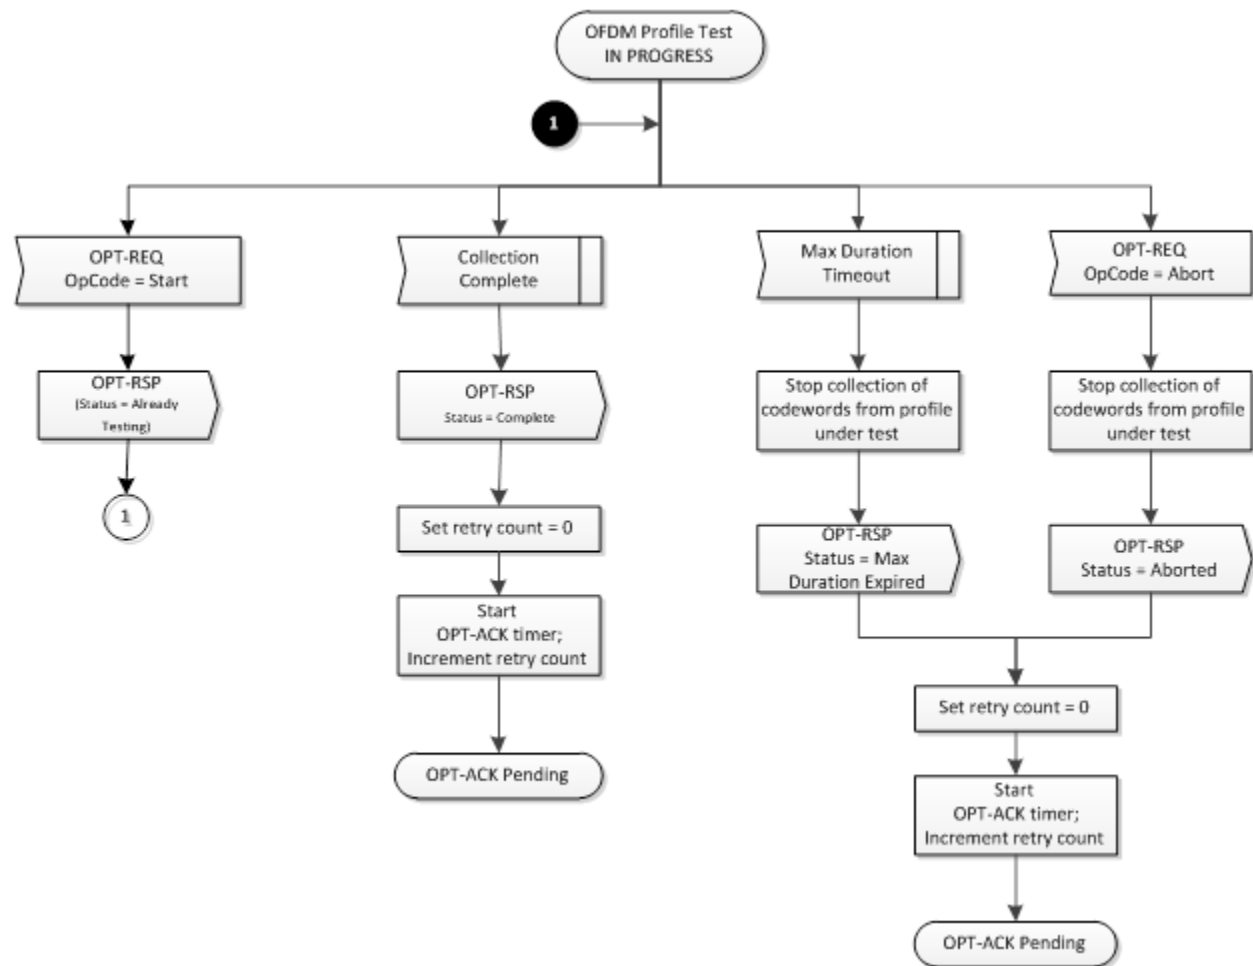 OFDM Profile Test
IN PROGRESS
1
OPT-REQ
OpCode = Start
Collection
Complete
Max Duration
Timeout
OPT-REQ
OpCode = Abort
OPT-RSP
(Status = Already
Testing)
OPT-RSP
Status = Complete
Stop collection of
codewords from profile
under test
Stop collection of
codewords from profile
under test
1
Set retry count = 0
OPT-RSP
Status = Max
Duration Expired
OPT-RSP
Status = Aborted
Start
OPT-ACK timer;
Increment retry count
Set retry count = 0
OPT-ACK Pending
Start
OPT-ACK timer;
Increment retry count
OPT-ACK Pending